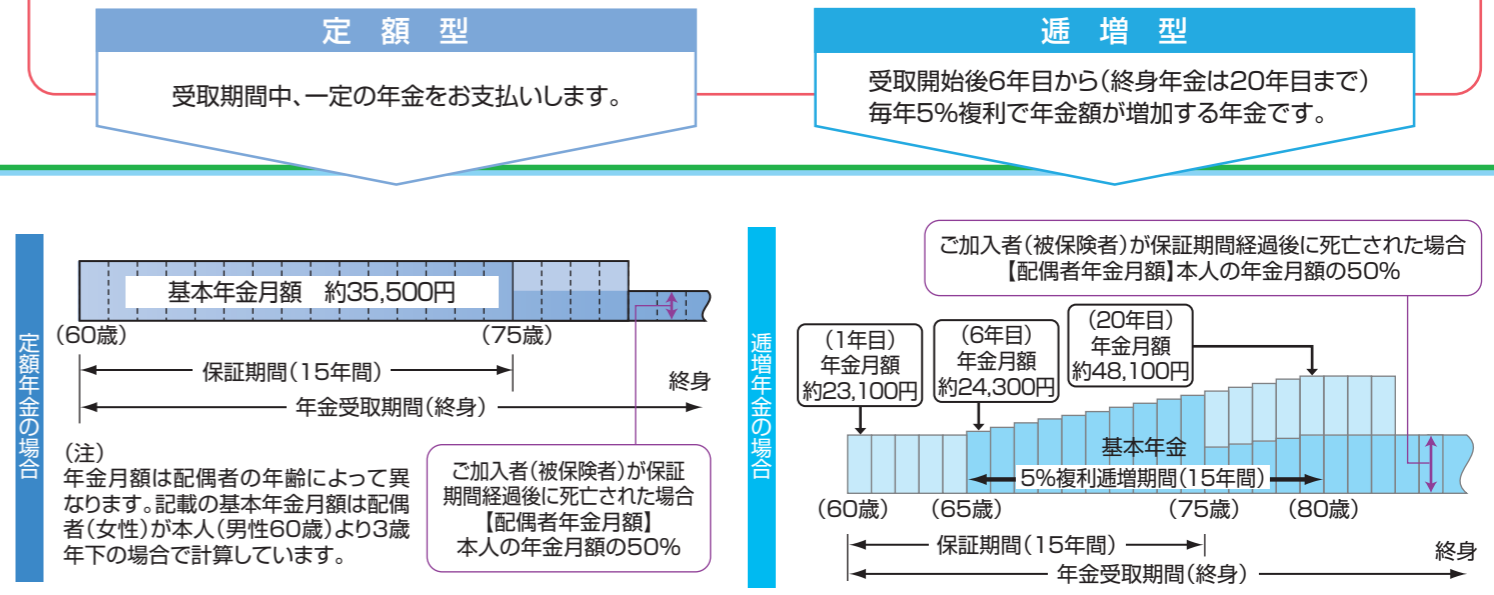 定額型
受取期間中、一定の年金をお支払いします。
逓増型
受取開始後6年目から(終身年金は20年目まで)
毎年5%複利で年金額が増加する年金です。
定額年金の場合
基本年金月額 約35,500円
(60歳)
(75歳)
保証期間(15年間)
終身
年金受取期間(終身)
(注)
年金月額は配偶者の年齢によって異
なります。記載の基本年金月額は配偶
者(女性)が本人(男性60歳)より3歳
年下の場合で計算しています。
ご加入者(被保険者)が保証
期間経過後に死亡された場合
【配偶者年金月額】
本人の年金月額の50%
逓増年金の場合
ご加入者(被保険者)が保証期間経過後に死亡された場合
【配偶者年金月額】本人の年金月額の50%
(1年目)
年金月額
約23,100円
(6年目)
年金月額
約24,300円
(20年目)
年金月額
約48,100円
基本年金
5%複利逓増期間(15年間)
(60歳)
(65歳)
(75歳)
(80歳)
保証期間(15年間)
終身
年金受取期間(終身)